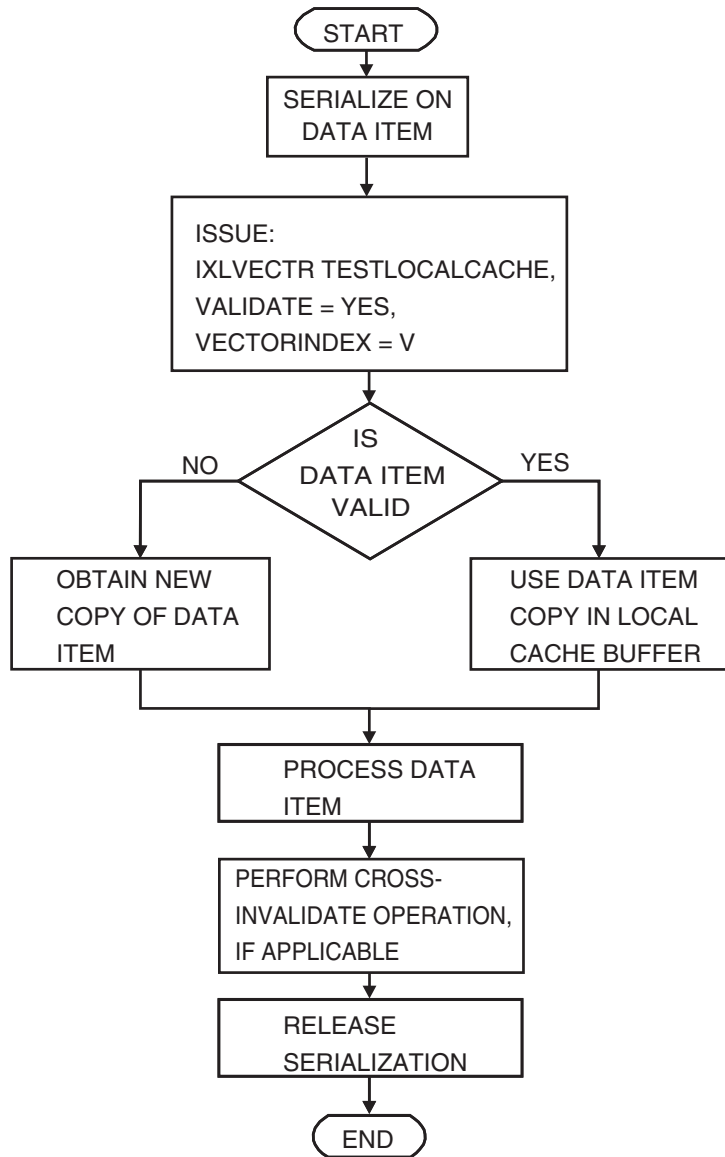 START
SERIALIZE ON
DATA ITEM
ISSUE:
IXLVECTR TESTLOCALCACHE,
VALIDATE = YES,
VECTORINDEX = V
IS
DATA ITEM
VALID
NO
YES
OBTAIN NEW
COPY OF DATA
ITEM
USE DATA ITEM
COPY IN LOCAL
CACHE BUFFER
PROCESS DATA
ITEM
PERFORM CROSS-
INVALIDATE OPERATION,
IF APPLICABLE
RELEASE
SERIALIZATION
END